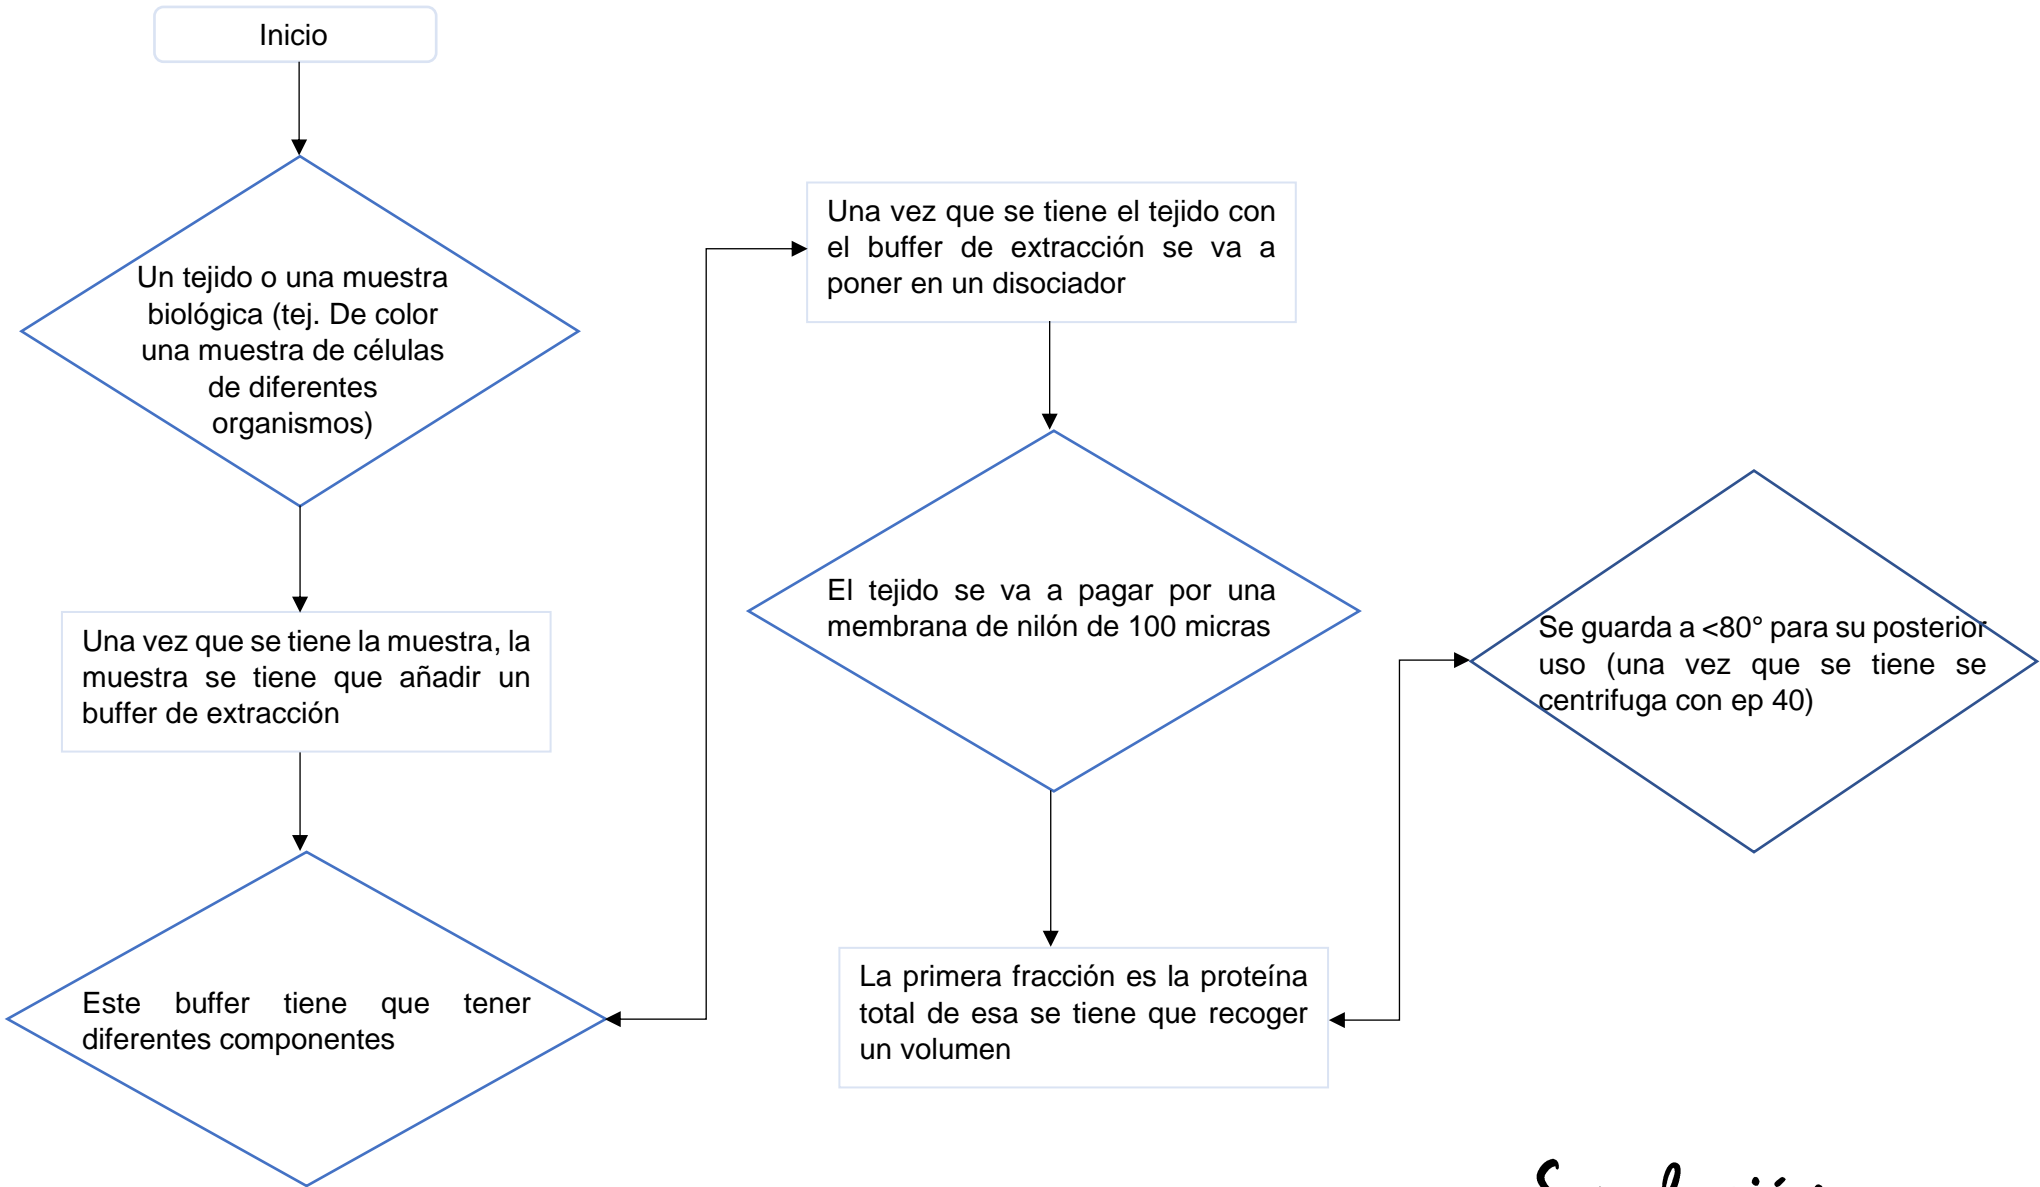 Inicio
Un tejido o una muestra
biológica (tej. De color
una muestra de células
de diferentes
organismos)
Una vez que se tiene la muestra, la
muestra se tiene que añadir un
buffer de extracción
Este buffer tiene que tener
diferentes componentes
Una vez que se tiene el tejido con
el buffer de extracción se va a
poner en un disociador
El tejido se va a pagar por una
membrana de nilón de 100 micras
La primera fracción es la proteína
total de esa se tiene que recoger
un volumen
Se guarda a <80° para su posterior
uso (una vez que se tiene se
centrifuga con ep 40)